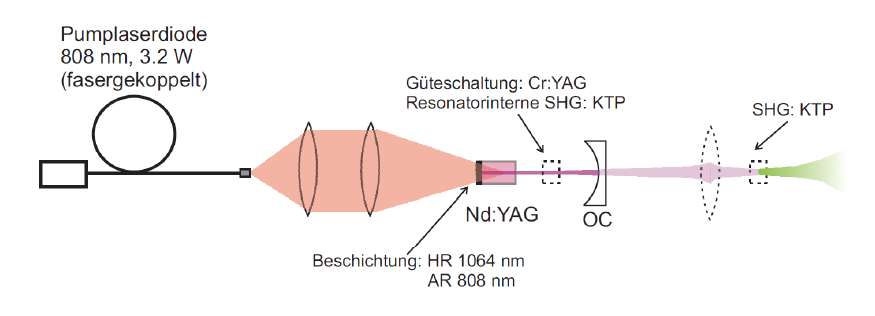 Pumplaserdiode
808 nm, 3.2 W
(fasergekoppelt)
Güteschaltung: Cr:YAG
Resonatorinterne SHG: KTP
SHG: KTP
Nd:YAG
OC
Beschichtung: HR 1064 nm
AR 808 nm